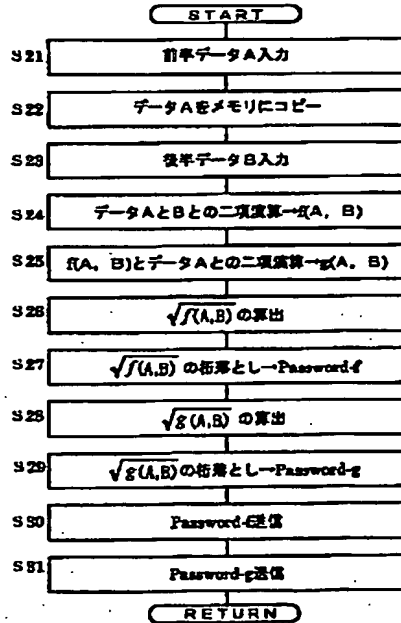 START
S21 前半データA入力
S22 データAをメモリにコピー
S23 後半データB入力
S24 データAとBとの二項演算→f(A, B)
S25 f(A, B)とデータAとの二項演算→g(A, B)
S26 √f(A,B) の算出
S27 √f(A,B) の桁落とし→Password-f
S28 √g(A,B) の算出
S29 √g(A,B) の桁落とし→Password-g
S30 Password-f送信
S31 Password-g送信
RETURN